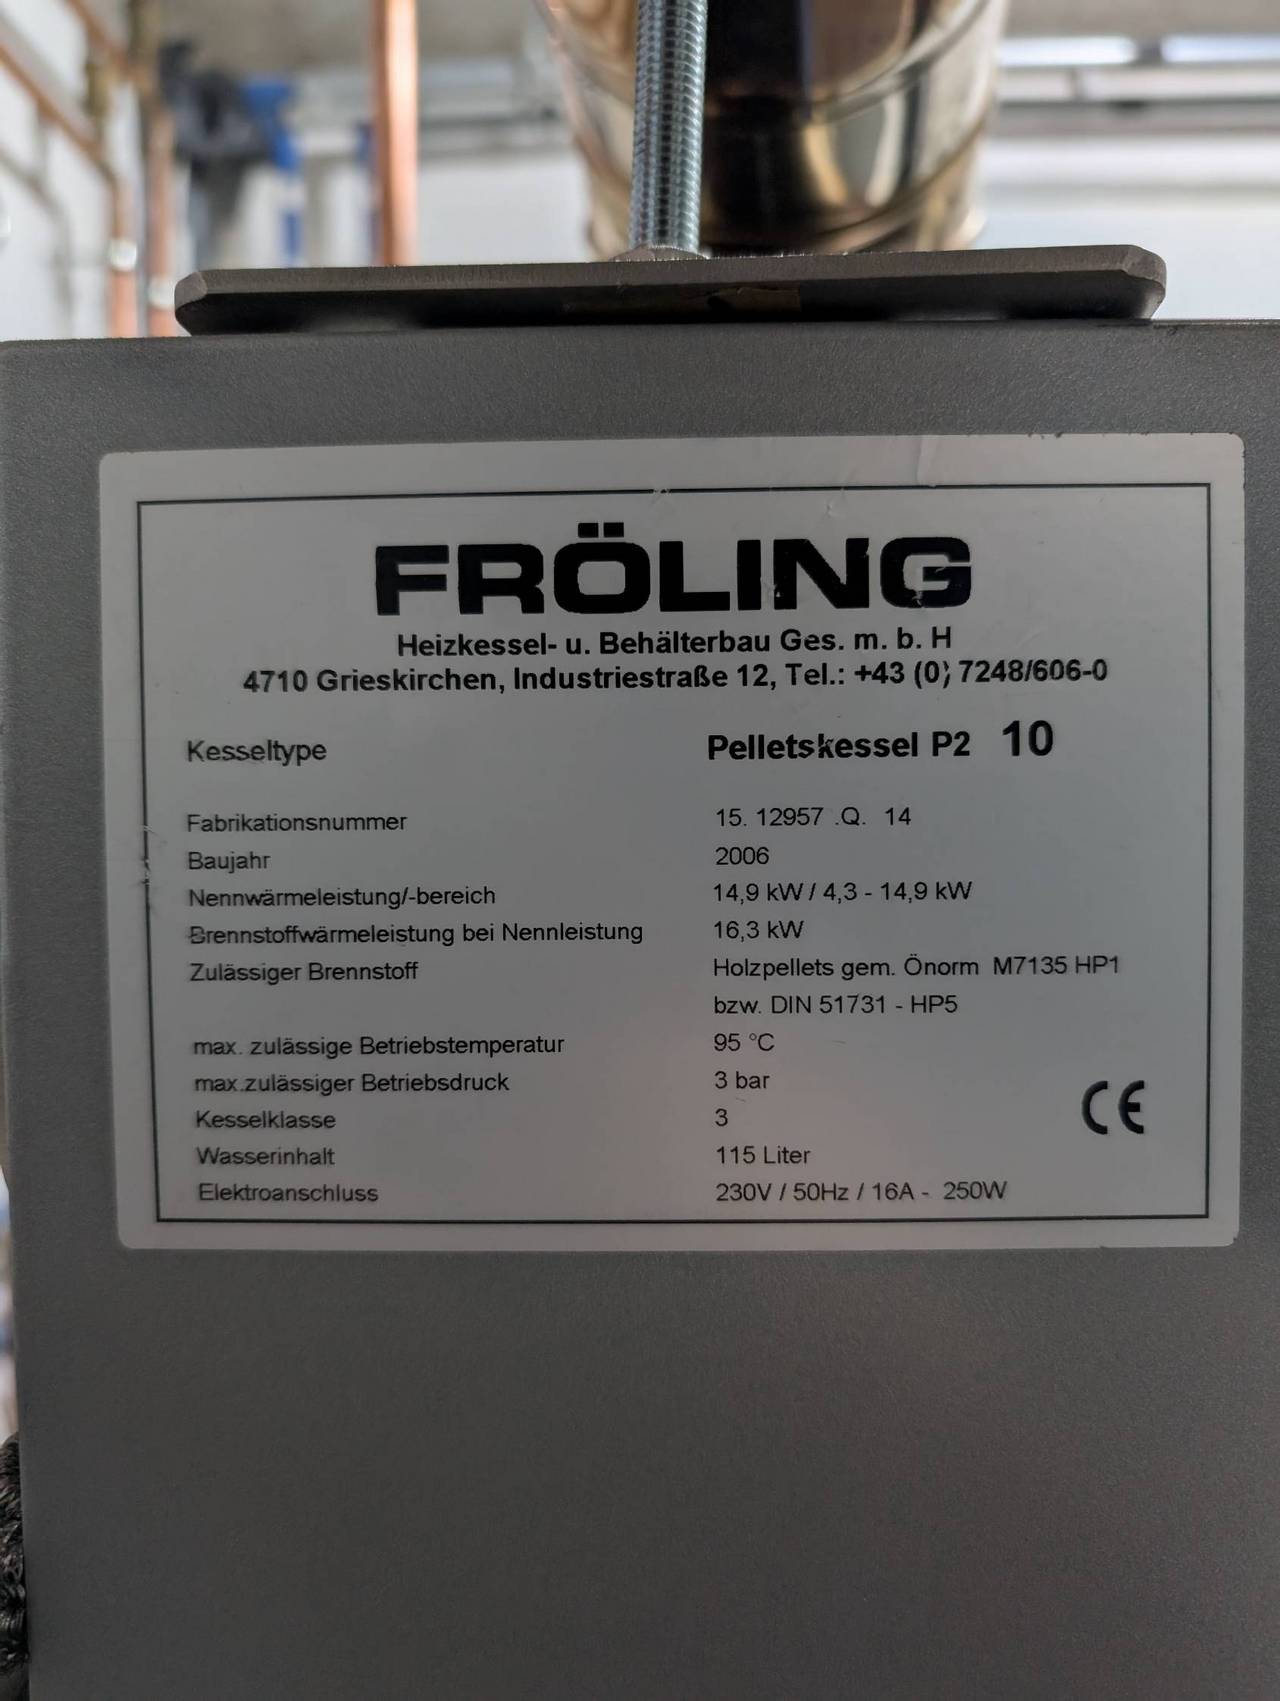 FRÖLING
Heizkessel- u. Behälterbau Ges. m. b. H
4710 Grieskirchen, Industriestraße 12, Tel.: +43 (0) 7248/606-0
Kesseltype Pelletskessel P2 10
Fabrikationsnummer 15. 12957 .Q. 14
Baujahr 2006
Nennwärmeleistung/-bereich 14,9 kW / 4,3 - 14,9 kW
Brennstoffwärmeleistung bei Nennleistung 16,3 kW
Zulässiger Brennstoff Holzpellets gem. Önorm M7135 HP1
bzw. DIN 51731 - HP5
max. zulässige Betriebstemperatur 95 °C
max.zulässiger Betriebsdruck 3 bar
Kesselklasse 3
CE
Wasserinhalt 115 Liter
Elektroanschluss 230V / 50Hz / 16A - 250W